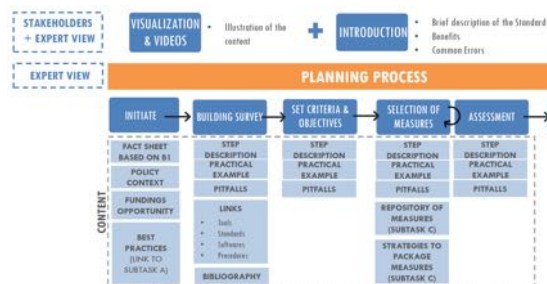 STAKEHOLDERS
+ EXPERT VIEW
VISUALIZATION
& VIDEOS
• Illustration of the
content
+
INTRODUCTION
• Brief description of the Standard
• Benefits
• Common Errors
EXPERT VIEW
PLANNING PROCESS
INITIATE
BUILDING SURVEY
SET CRITERIA &
OBJECTIVES
SELECTION OF
MEASURES
ASSESSMENT
CONTENT
FACT SHEET
BASED ON B1
POLICY
CONTEXT
FUNDINGS
OPPORTUNITY
BEST
PRACTICES
(LINK TO
SUBTASK A)
STEP
DESCRIPTION
PRACTICAL
EXAMPLE
PITFALLS
LINKS
• Tools
• Standards
• Softwares
• Procedures
BIBLIOGRAPHY
STEP
DESCRIPTION
PRACTICAL
EXAMPLE
PITFALLS
STEP
DESCRIPTION
PRACTICAL
EXAMPLE
PITFALLS
REPOSITORY OF
MEASURES
(SUBTASK C)
STRATEGIES TO
PACKAGE
MEASURES
(SUBTASK C)
STEP
DESCRIPTION
PRACTICAL
EXAMPLE
PITFALLS